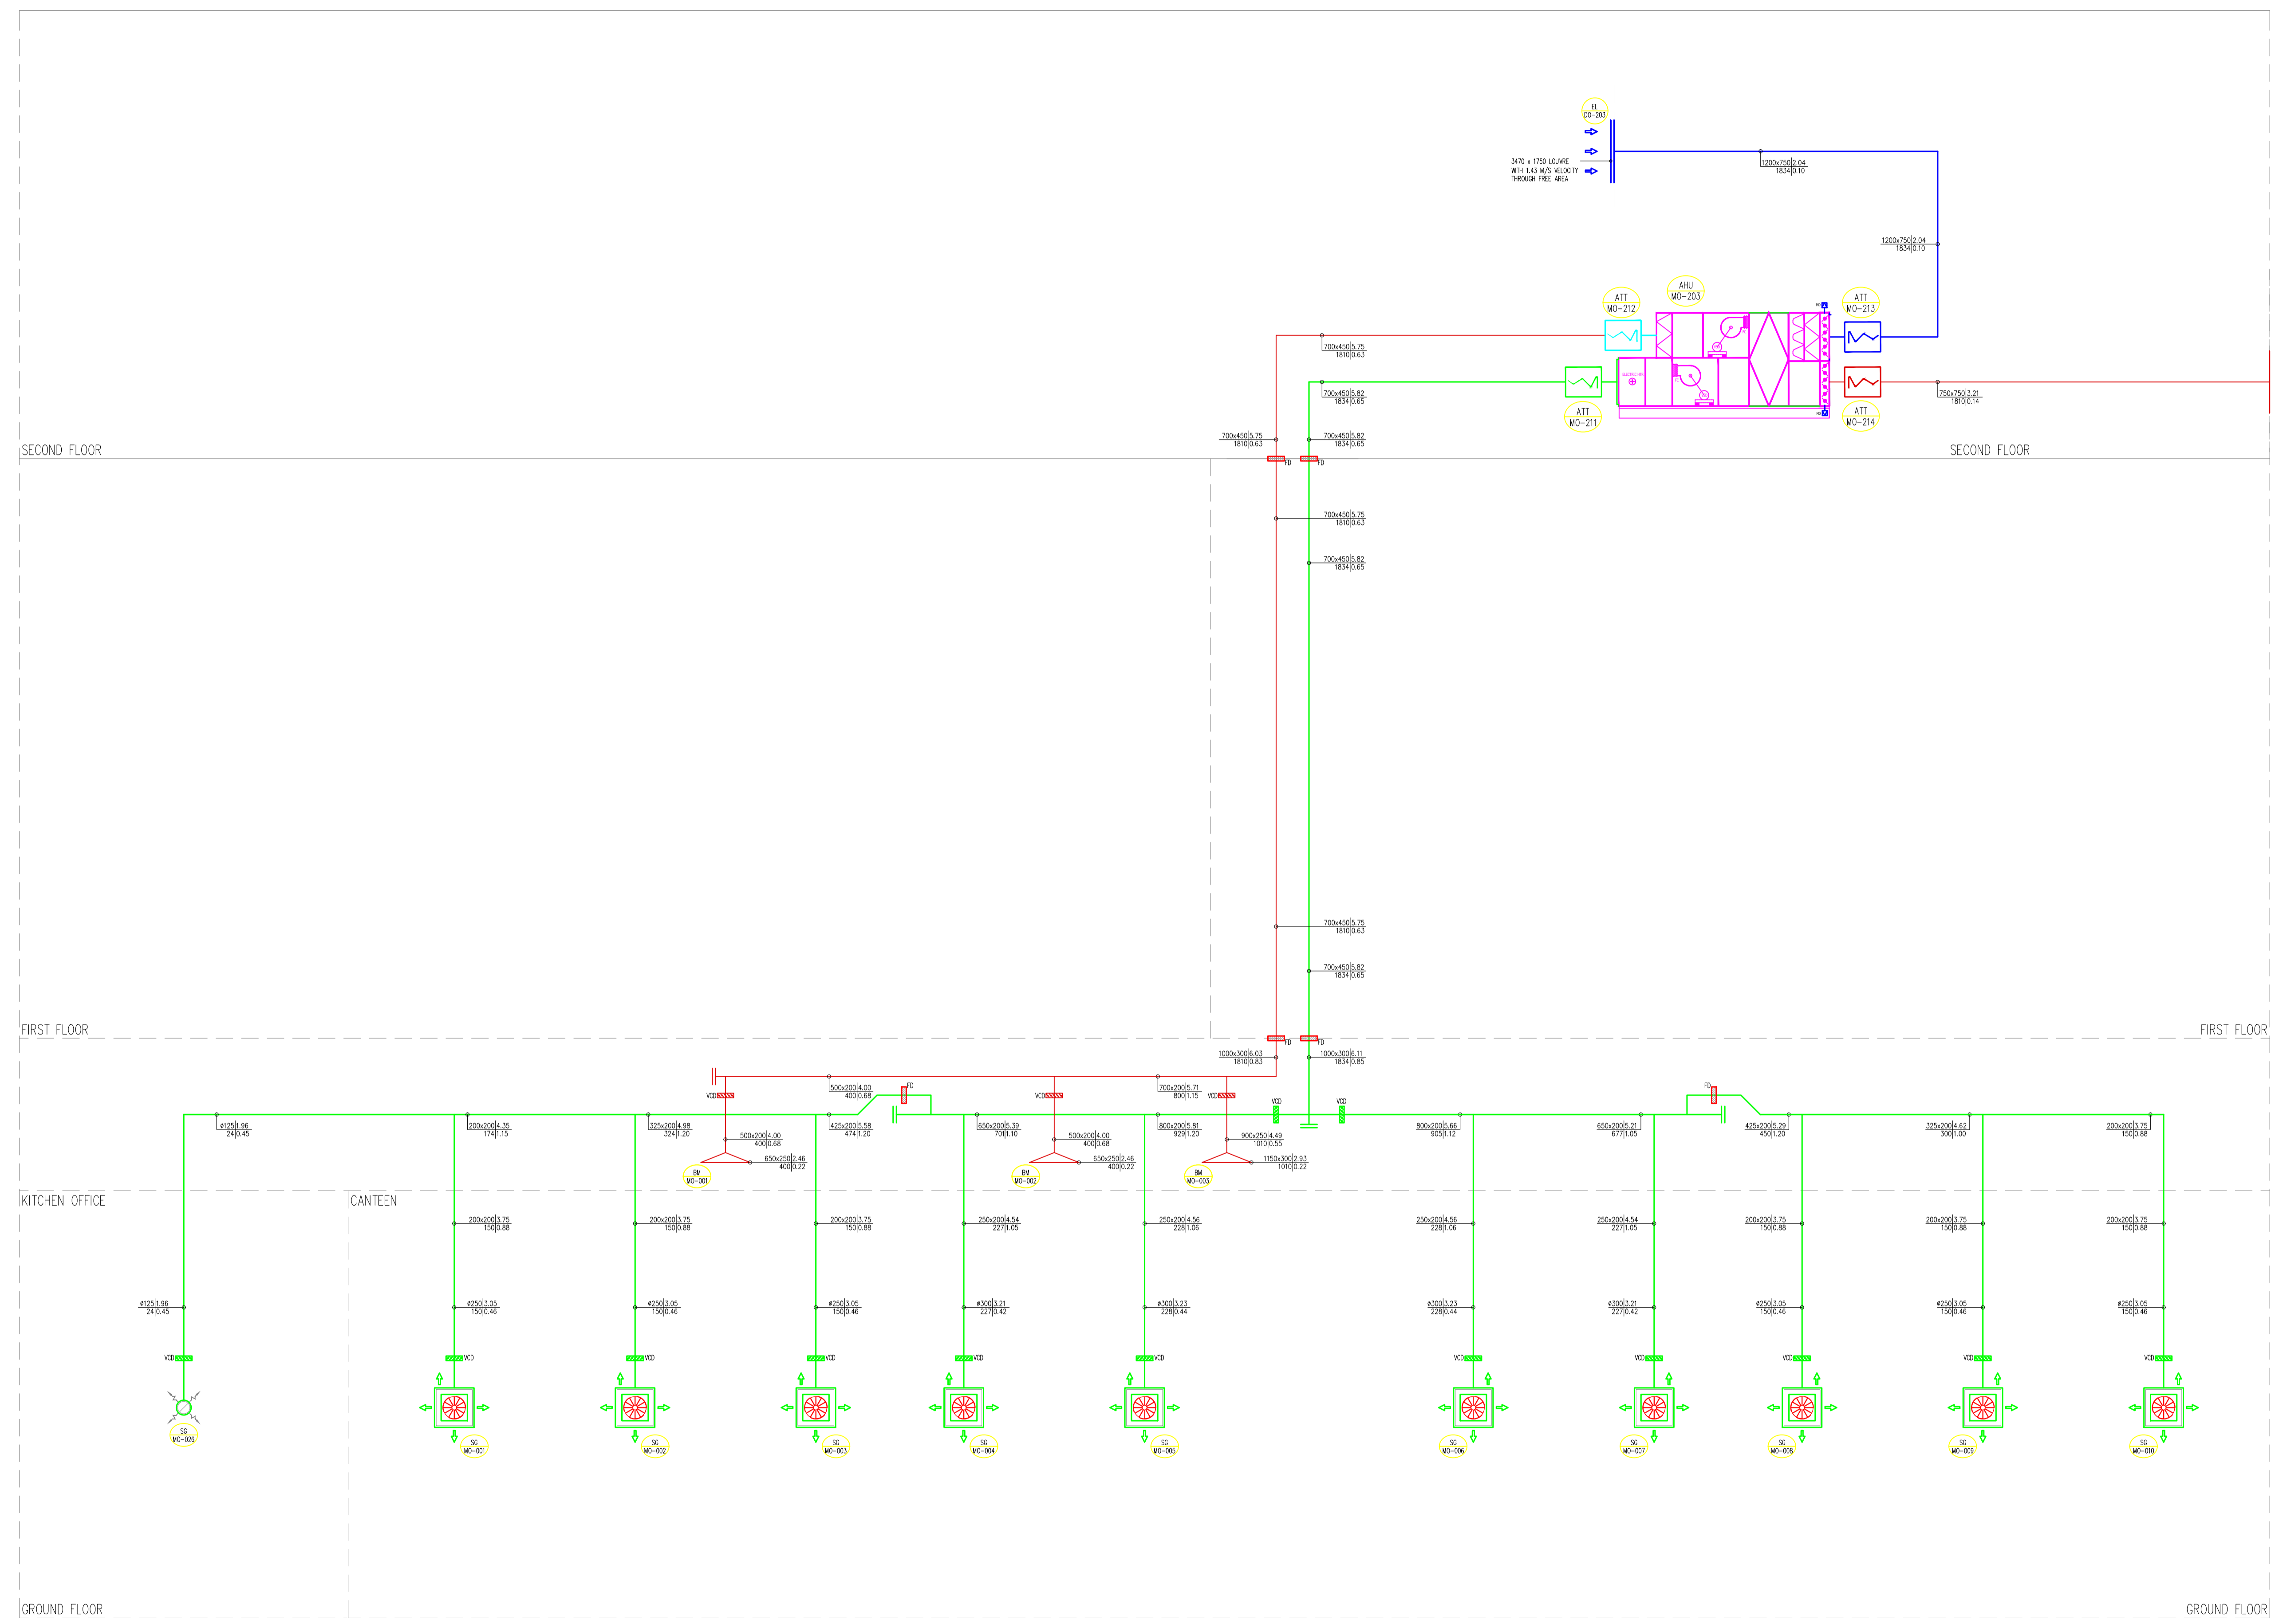 EL
DO-203
3470 x 1750 LOUVRE
WITH 1.43 M/S VELOCITY
THROUGH FREE AREA
1200x750|2.04
1834|0.10
1200x750|2.04
1834|0.10
ATT
MO-212
AHU
MO-203
ATT
MO-213
700x450|5.75
1810|0.63
700x450|5.82
1834|0.65
ATT
MO-211
ATT
MO-214
750x750|3.21
1810|0.14
700x450|5.75
1810|0.63
700x450|5.82
1834|0.65
SECOND FLOOR
SECOND FLOOR
FD
FD
700x450|5.75
1810|0.63
700x450|5.82
1834|0.65
700x450|5.75
1810|0.63
700x450|5.82
1834|0.65
FIRST FLOOR
FIRST FLOOR
FD
FD
1000x300|6.03
1810|0.83
1000x300|6.11
1834|0.85
500x200|4.00
400|0.68
FD
700x200|5.71
800|1.15
FD
VCD
VCD
VCD
VCD
VCD
ø125|1.96
24|0.45
200x200|4.35
174|1.15
325x200|4.98
324|1.20
425x200|5.58
474|1.20
650x200|5.39
701|1.10
800x200|5.81
929|1.20
800x200|5.66
905|1.12
650x200|5.21
677|1.05
425x200|5.29
450|1.20
325x200|4.62
300|1.00
200x200|3.75
150|0.88
500x200|4.00
400|0.68
500x200|4.00
400|0.68
900x250|4.49
1010|0.55
650x250|2.46
400|0.22
650x250|2.46
400|0.22
1150x300|2.93
1010|0.22
BM
MO-001
BM
MO-002
BM
MO-003
KITCHEN OFFICE
CANTEEN
200x200|3.75
150|0.88
200x200|3.75
150|0.88
200x200|3.75
150|0.88
250x200|4.54
227|1.05
250x200|4.56
228|1.06
250x200|4.56
228|1.06
250x200|4.54
227|1.05
200x200|3.75
150|0.88
200x200|3.75
150|0.88
200x200|3.75
150|0.88
ø125|1.96
24|0.45
ø250|3.05
150|0.46
ø250|3.05
150|0.46
ø250|3.05
150|0.46
ø300|3.21
227|0.42
ø300|3.23
228|0.44
ø300|3.23
228|0.44
ø300|3.21
227|0.42
ø250|3.05
150|0.46
ø250|3.05
150|0.46
ø250|3.05
150|0.46
VCD
VCD
VCD
VCD
VCD
VCD
VCD
VCD
VCD
VCD
VCD
SG
MO-026
SG
MO-001
SG
MO-002
SG
MO-003
SG
MO-004
SG
MO-005
SG
MO-006
SG
MO-007
SG
MO-008
SG
MO-009
SG
MO-010
GROUND FLOOR
GROUND FLOOR